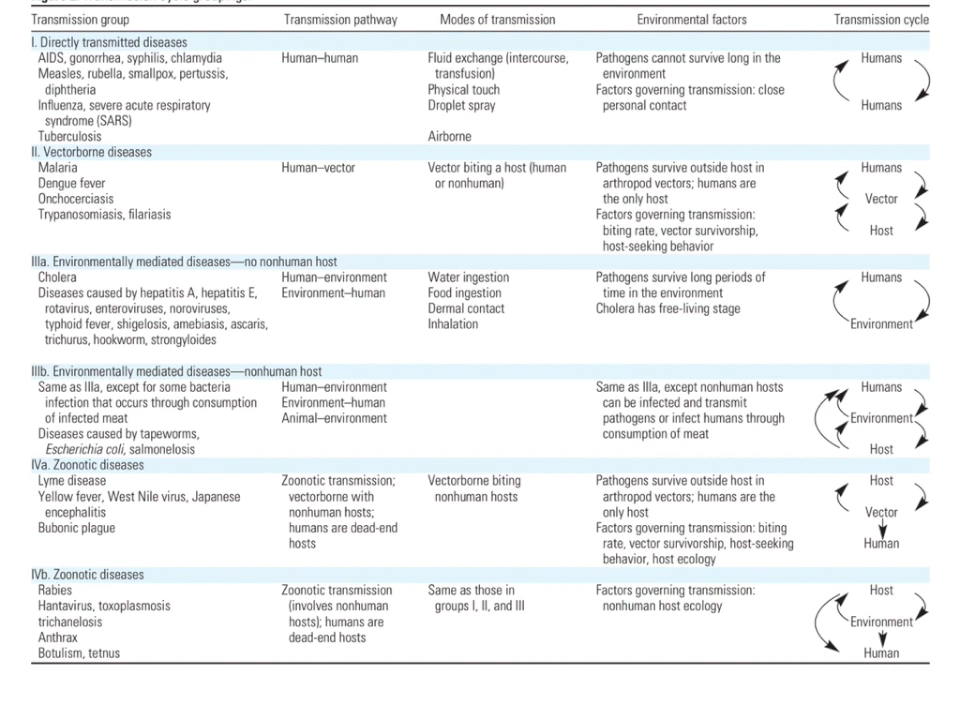 Transmission group Transmission pathway Modes of transmission Environmental factors Transmission cycle
I. Directly transmitted diseases
AIDS, gonorrhea, syphilis, chlamydia Human–human Fluid exchange (intercourse, Pathogens cannot survive long in the Humans
Measles, rubella, smallpox, pertussis, transfusion) environment
diphtheria Physical touch Factors governing transmission: close
Influenza, severe acute respiratory Droplet spray personal contact Humans
syndrome (SARS)
Tuberculosis Airborne
II. Vectorborne diseases
Malaria Human–vector Vector biting a host (human Pathogens survive outside host in Humans
Dengue fever or nonhuman) arthropod vectors; humans are
Onchocerciasis the only host Vector
Trypanosomiasis, filariasis Factors governing transmission:
biting rate, vector survivorship, Host
host-seeking behavior
IIIa. Environmentally mediated diseases—no nonhuman host
Cholera Human–environment Water ingestion Pathogens survive long periods of Humans
Diseases caused by hepatitis A, hepatitis E, Environment–human Food ingestion time in the environment
rotavirus, enteroviruses, noroviruses, Dermal contact Cholera has free-living stage
typhoid fever, shigelosis, amebiasis, ascaris, Inhalation Environment
trichurus, hookworm, strongyloides
IIIb. Environmentally mediated diseases—nonhuman host
Same as IIIa, except for some bacteria Human–environment Same as IIIa, except nonhuman hosts Humans
infection that occurs through consumption Environment–human can be infected and transmit
of infected meat Animal–environment pathogens or infect humans through Environment
Diseases caused by tapeworms, consumption of meat
Escherichia coli, salmonelosis Host
IVa. Zoonotic diseases
Lyme disease Zoonotic transmission; Vectorborne biting Pathogens survive outside host in Host
Yellow fever, West Nile virus, Japanese vectorborne with nonhuman hosts arthropod vectors; humans are the
encephalitis nonhuman hosts; only host Vector
Bubonic plague humans are dead-end Factors governing transmission: biting
hosts rate, vector survivorship, host-seeking Human
behavior, host ecology
IVb. Zoonotic diseases
Rabies Zoonotic transmission Same as those in Factors governing transmission: Host
Hantavirus, toxoplasmosis (involves nonhuman groups I, II, and III nonhuman host ecology
trichanelosis hosts); humans are Environment
Anthrax dead-end hosts
Botulism, tetnus Human